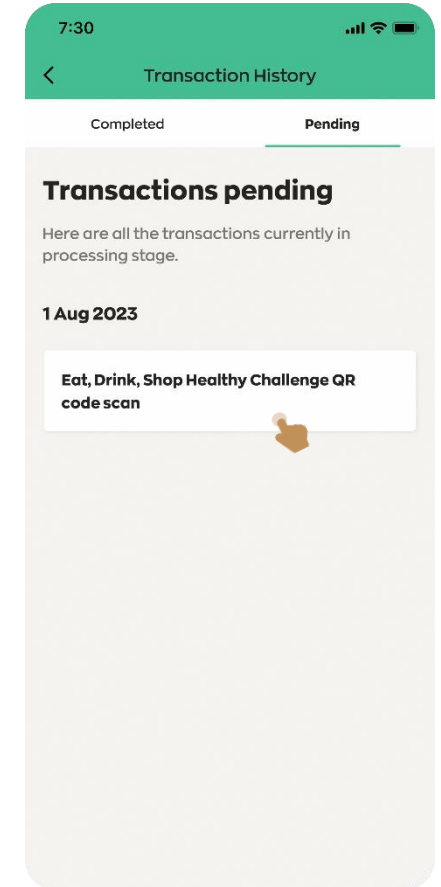 7:30
Transaction History
Completed
Pending
Transactions pending
Here are all the transactions currently in
processing stage.
1 Aug 2023
Eat, Drink, Shop Healthy Challenge QR
code scan